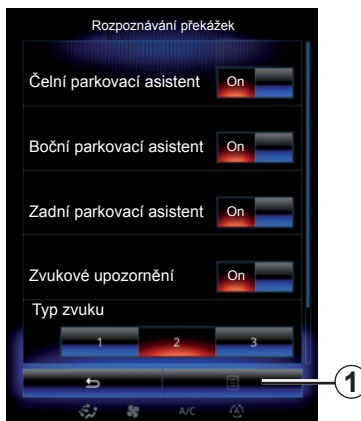 Rozpoznávání překážek
Čelní parkovací asistent On
Boční parkovací asistent On
Zadní parkovací asistent On
Zvukové upozornění On
Typ zvuku
1 2 3
1
A/C A